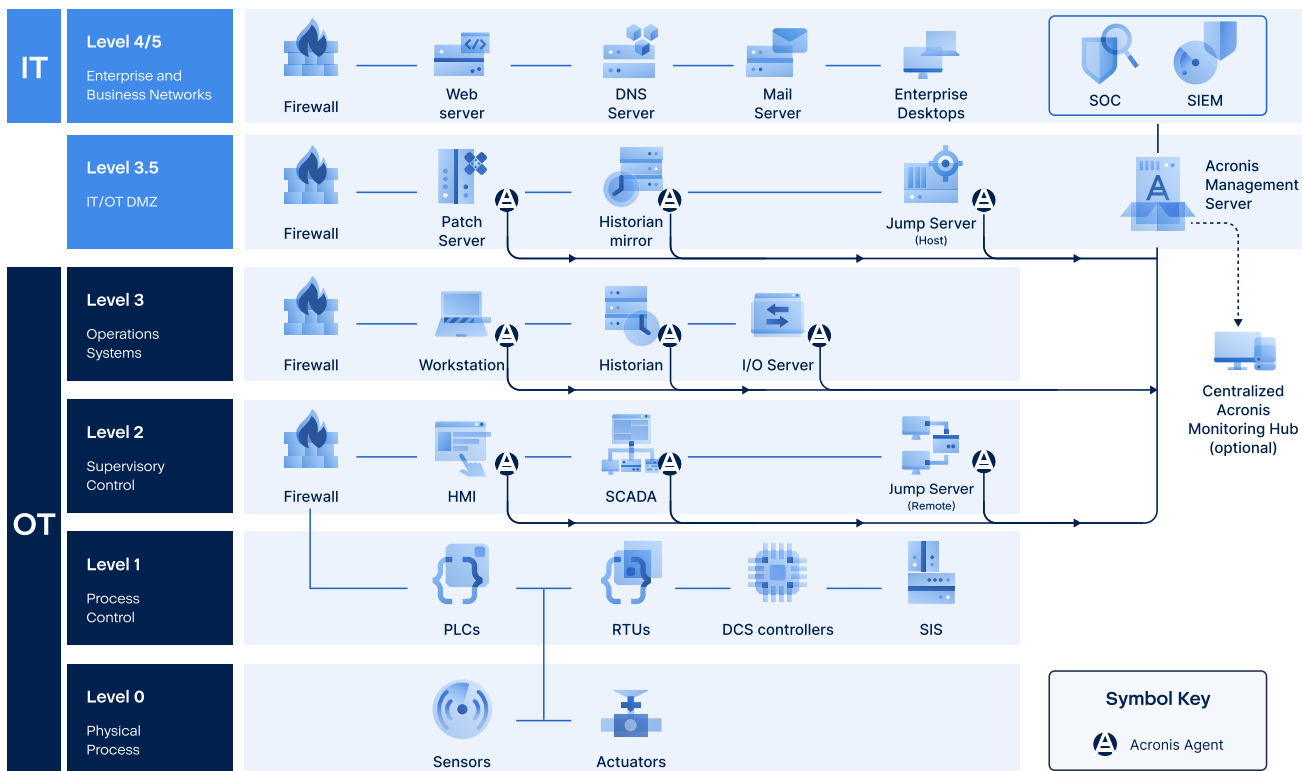 IT
Level 4/5
Enterprise and
Business Networks
Firewall
Web
server
DNS
Server
Mail
Server
Enterprise
Desktops
SOC
SIEM
Level 3.5
IT/OT DMZ
Firewall
Patch
Server
Historian
mirror
Jump Server
(Host)
Acronis
Management
Server
OT
Level 3
Operations
Systems
Firewall
Workstation
Historian
I/O Server
Centralized
Acronis
Monitoring Hub
(optional)
Level 2
Supervisory
Control
Firewall
HMI
SCADA
Jump Server
(Remote)
Level 1
Process
Control
PLCs
RTUs
DCS controllers
SIS
Level 0
Physical
Process
Sensors
Actuators
Symbol Key
Acronis Agent